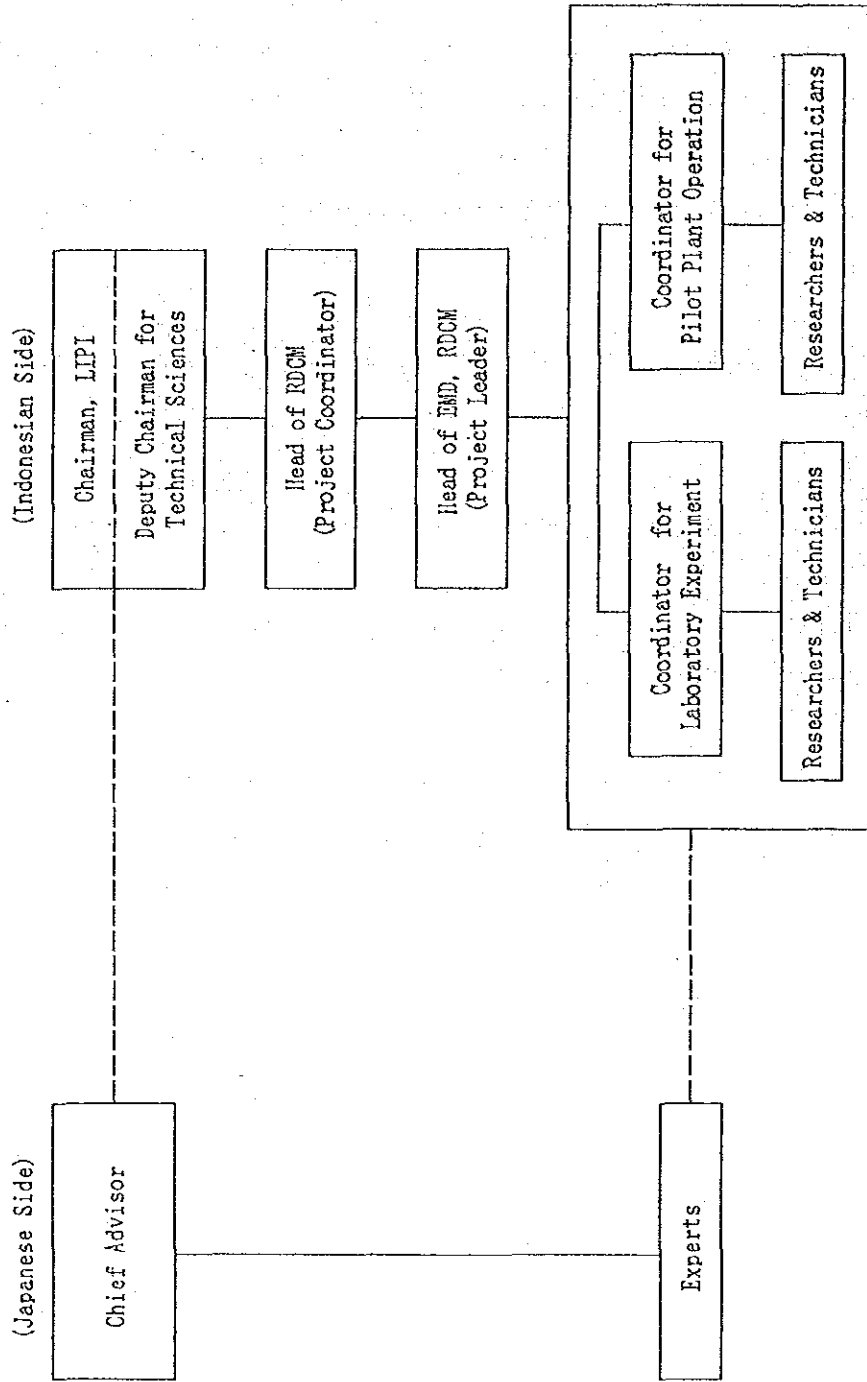 (Japanese Side)
(Indonesian Side)
Chief Advisor
Chairman, LIPI
Deputy Chairman for
Technical Sciences
Head of RDCM
(Project Coordinator)
Head of EMD, RDCM
(Project Leader)
Experts
Coordinator for
Laboratory Experiment
Coordinator for
Pilot Plant Operation
Researchers & Technicians
Researchers & Technicians